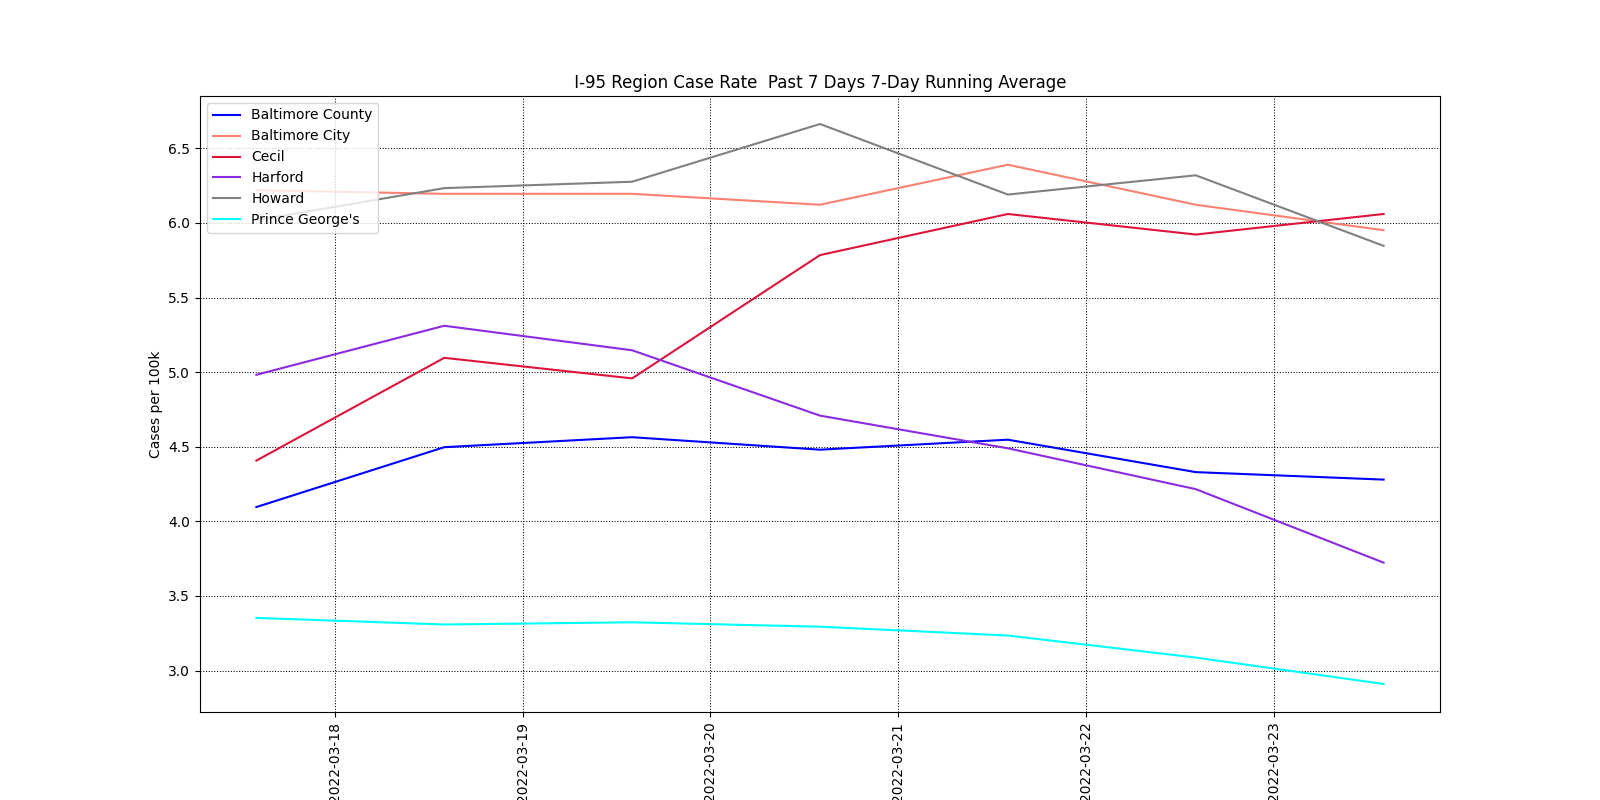 I-95 Region Case Rate  Past 7 Days 7-Day Running Average
Baltimore County
Baltimore City
Cecil
Harford
Howard
Prince George's
Cases per 100k
6.5
6.0
5.5
5.0
4.5
4.0
3.5
3.0
2022-03-18
2022-03-19
2022-03-20
2022-03-21
2022-03-22
2022-03-23